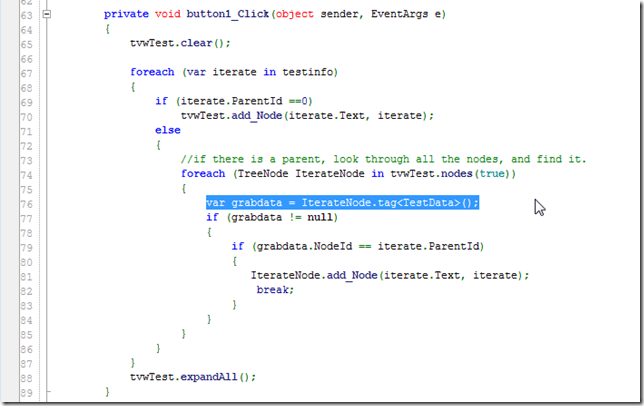 62
63 private void button1_Click(object sender, EventArgs e)
64 {
65 tvwTest.clear();
66
67 foreach (var iterate in testinfo)
68 {
69 if (iterate.ParentId ==0)
70 tvwTest.add_Node(iterate.Text, iterate);
71 else
72 {
73 //if there is a parent, look through all the nodes, and find it.
74 foreach (TreeNode IterateNode in tvwTest.nodes(true))
75 {
76 var grabdata = IterateNode.tag<TestData>();
77 if (grabdata != null)
78 {
79 if (grabdata.NodeId == iterate.ParentId)
80 {
81 IterateNode.add_Node(iterate.Text, iterate);
82 break;
83 }
84 }
85 }
86 }
87 }
88 tvwTest.expandAll();
89 }